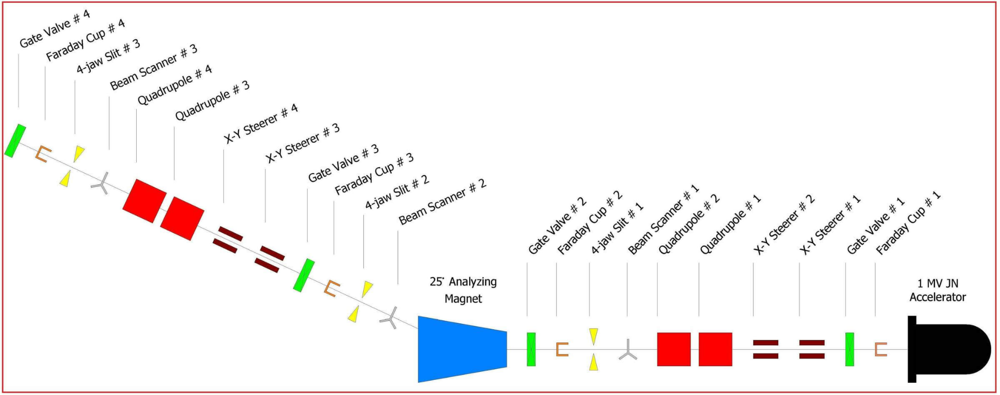 Gate Valve # 4
Faraday Cup # 4
4-jaw Slit # 3
Beam Scanner # 3
Quadrupole # 4
Quadrupole # 3
X-Y Steerer # 4
X-Y Steerer # 3
Gate Valve # 3
Faraday Cup # 3
4-jaw Slit # 2
Beam Scanner # 2
25° Analyzing
Magnet
Gate Valve # 2
Faraday Cup # 2
4-jaw Slit # 1
Beam Scanner # 1
Quadrupole # 2
Quadrupole # 1
X-Y Steerer # 2
X-Y Steerer # 1
Gate Valve # 1
Faraday Cup # 1
1 MV JN
Accelerator